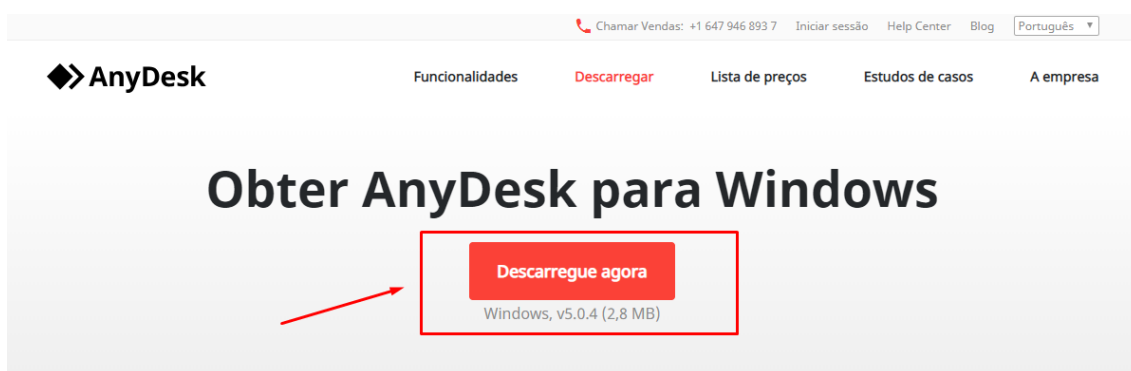 Chamar Vendas: +1 647 946 893 7 Iniciar sessão Help Center Blog Português
AnyDesk Funcionalidades Descarregar Lista de preços Estudos de casos A empresa
Obter AnyDesk para Windows
Descarregue agora
Windows, v5.0.4 (2,8 MB)